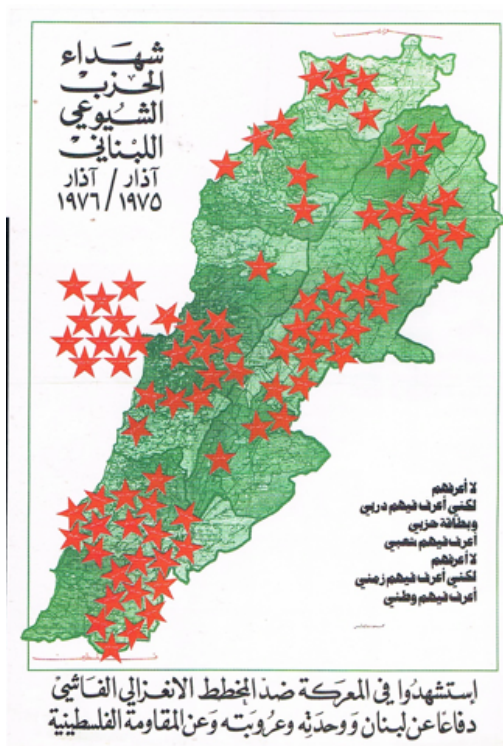 شهداء
الحزب
الشيوعي
اللبناني
آذار / آذار
١٩٧٥ / ١٩٧٦
لا أعرفهم
لكني أعرف فيهم دربي
وبطاقة حزبي
أعرف فيهم شعبي
لا أعرفهم
لكني أعرف فيهم زمني
أعرف فيهم وطني
إستشهدوا في المعركة ضد المخطط الانعزالي الفاشي
دفاعًا عن لبنان ووحدته وعروبته وعن المقاومة الفلسطينية